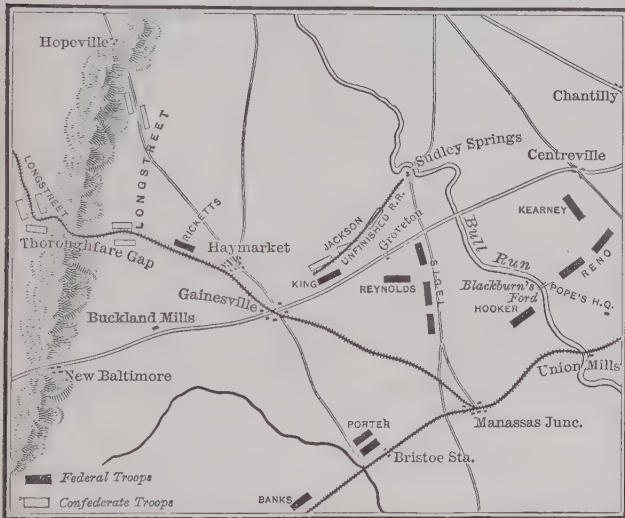 Hopeville
Chantilly
LONGSTREET
Sudley Springs
Centreville
LONGSTREET
RICKETTS
JACKSON
UNFINISHED R.R.
Groveton
KEARNEY
Thoroughfare Gap
Haymarket
Bull Run
RENO
KING
REYNOLDS
SIGEL
Blackburn's
Ford
POPE'S H.Q.
Gainesville
HOOKER
Buckland Mills
Union Mills
New Baltimore
Manassas Junc.
PORTER
Bristoe Sta.
Federal Troops
BANKS
Confederate Troops